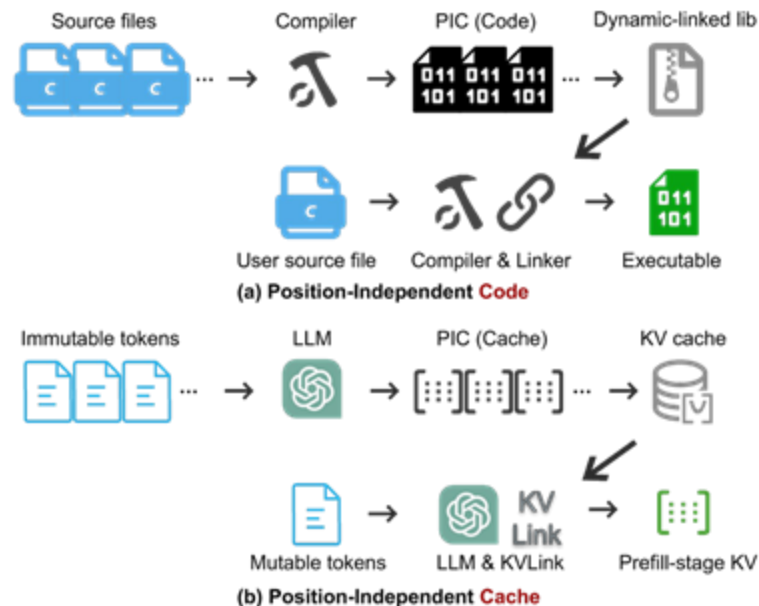 Source files Compiler PIC (Code) Dynamic-linked lib
C C C ... 011 101 011 101 011 101 ...
C 011 101
User source file Compiler & Linker Executable
(a) Position-Independent Code
Immutable tokens LLM PIC (Cache) KV cache
... [ ] [ ] [ ] ... [V]
KV
Link
Mutable tokens LLM & KVLink Prefill-stage KV
(b) Position-Independent Cache